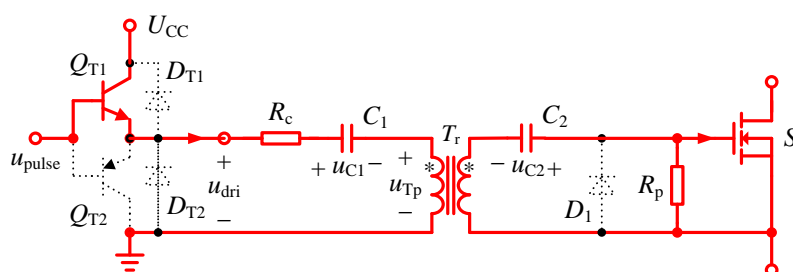 U_CC
Q_T1
D_T1
R_c
C_1
T_r
C_2
S
u_pulse
+
u_dri
−
+ u_C1 −
+
u_Tp
−
*
*
− u_C2 +
R_p
Q_T2
D_T2
D_1